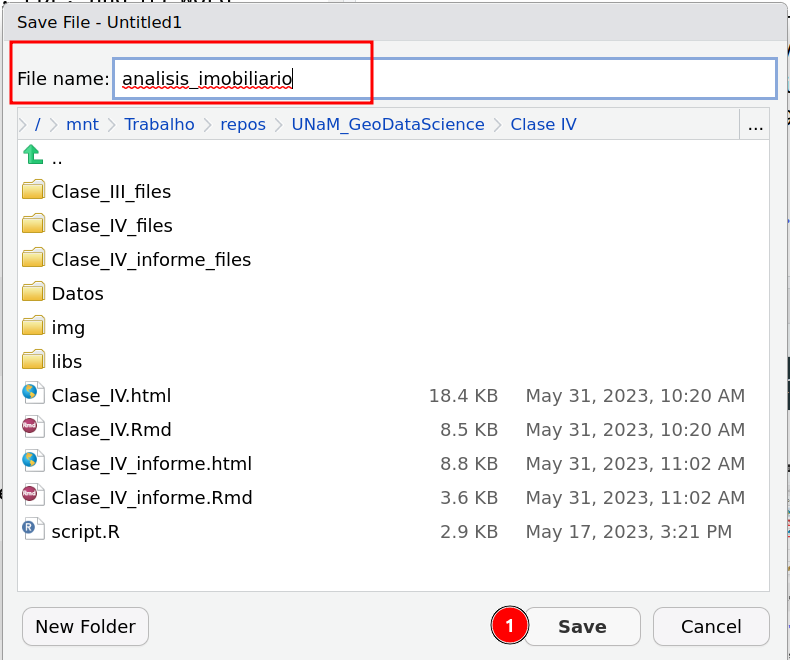 Save File - Untitled1
File name: analisis_imobiliario
/ mnt Trabalho repos UNaM_GeoDataScience Clase IV ...
..
Clase_III_files
Clase_IV_files
Clase_IV_informe_files
Datos
img
libs
Clase_IV.html 18.4 KB May 31, 2023, 10:20 AM
Clase_IV.Rmd 8.5 KB May 31, 2023, 10:20 AM
Clase_IV_informe.html 8.8 KB May 31, 2023, 11:02 AM
Clase_IV_informe.Rmd 3.6 KB May 31, 2023, 11:02 AM
script.R 2.9 KB May 17, 2023, 3:21 PM
New Folder 1 Save Cancel